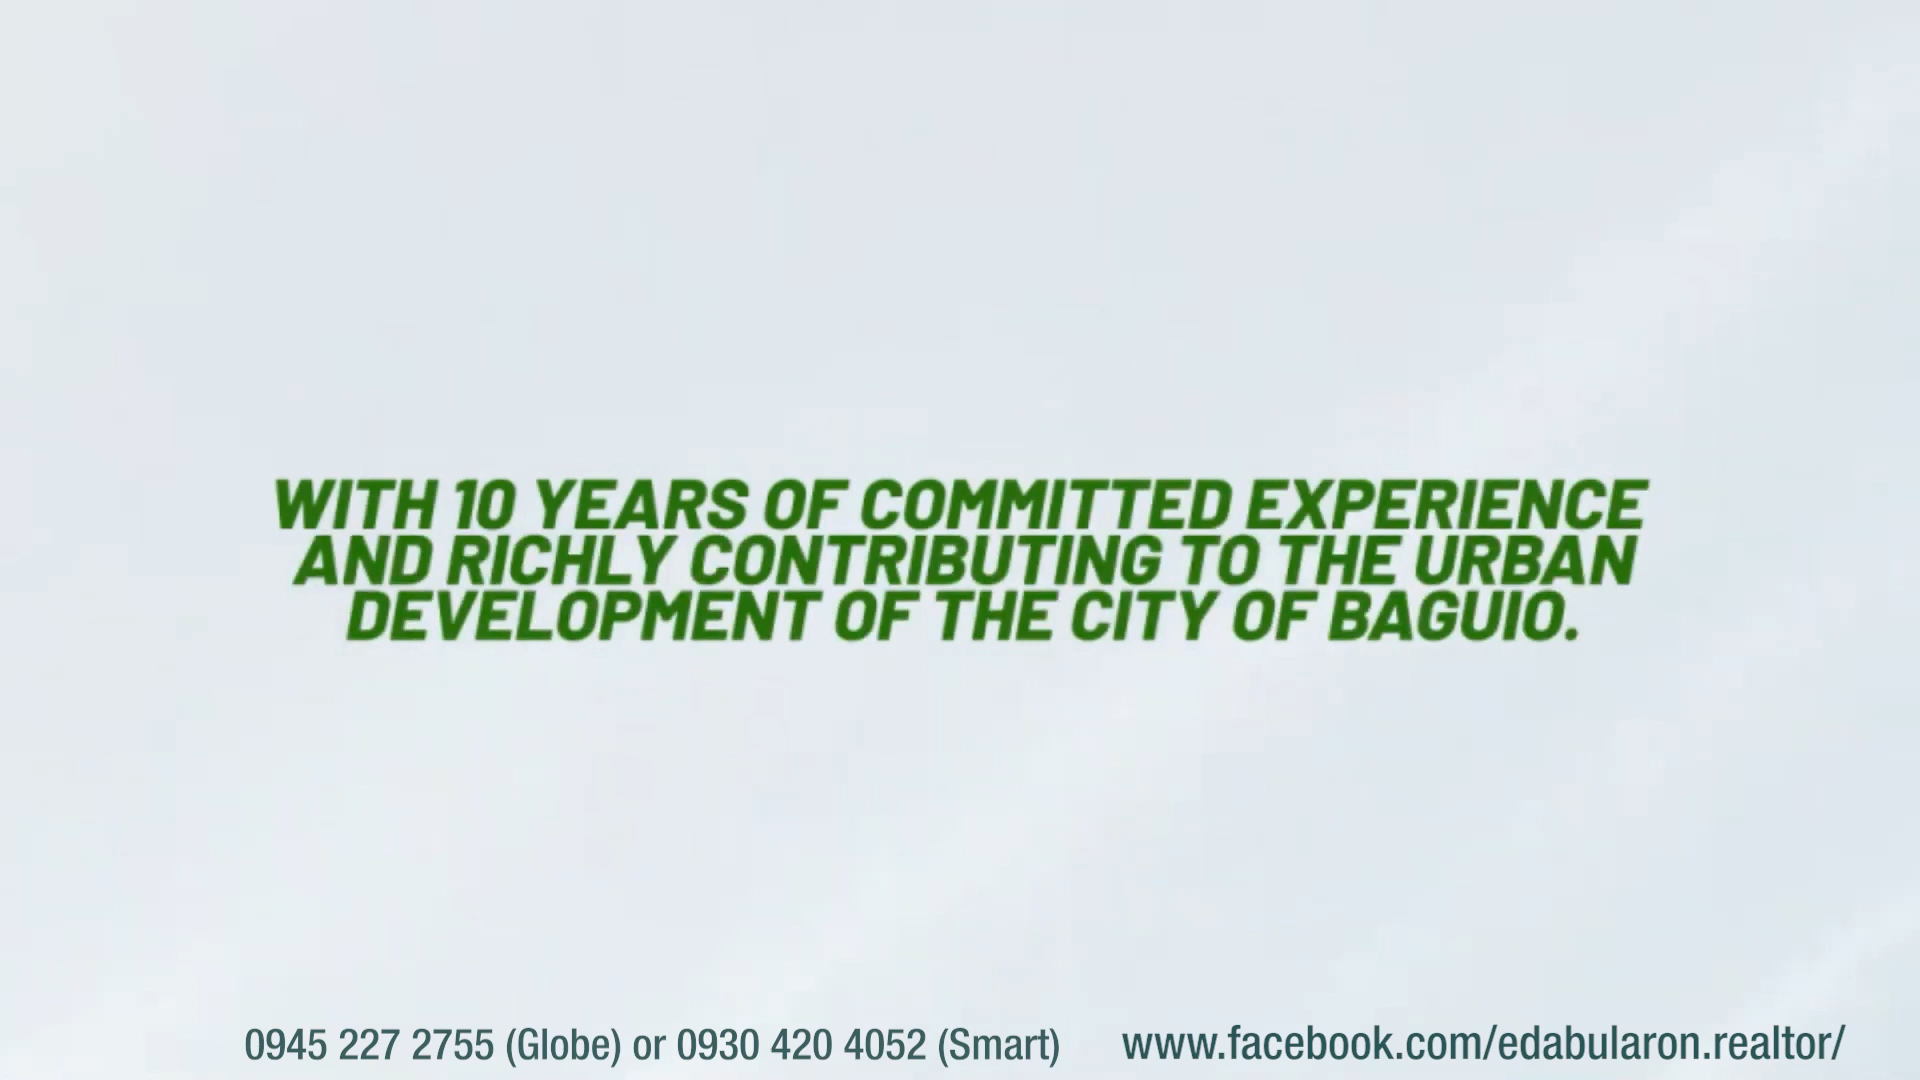 WITH 10 YEARS OF COMMITTED EXPERIENCE
AND RICHLY CONTRIBUTING TO THE URBAN
DEVELOPMENT OF THE CITY OF BAGUIO.
0945 227 2755 (Globe) or 0930 420 4052 (Smart) www.facebook.com/edabularon.realtor/